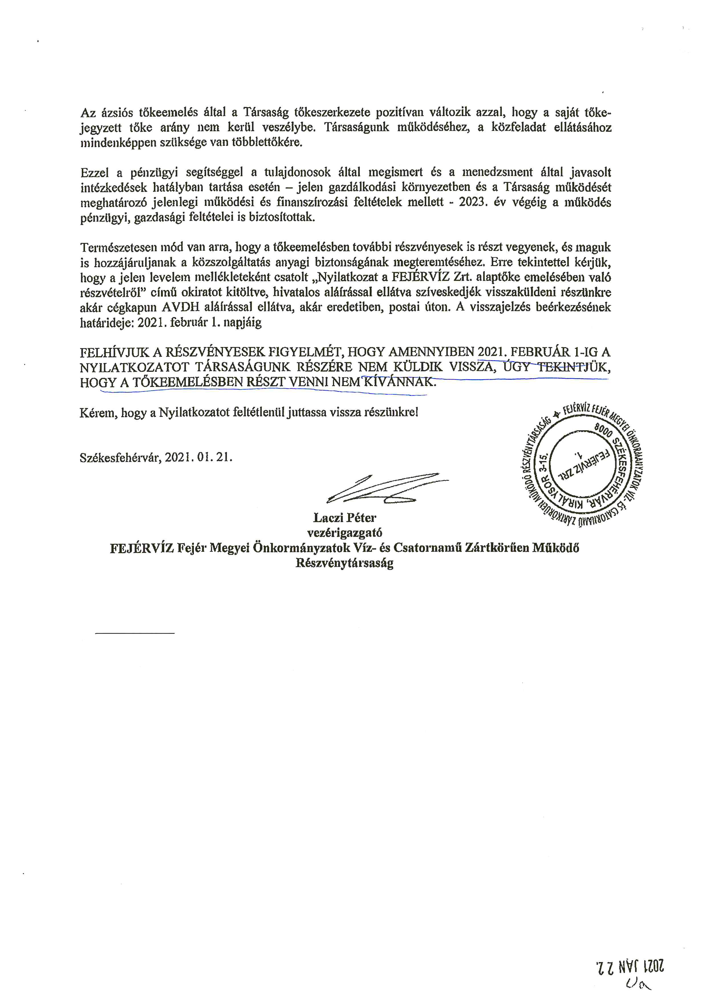 Az ázsiós tőkeemelés által a Társaság tőkeszerkezete pozitívan változik azzal, hogy a saját tőke-
jegyzett tőke arány nem kerül veszélybe. Társaságunk működéséhez, a közfeladat ellátásához
mindenképpen szüksége van többlettőkére.
Ezzel a pénzügyi segítséggel a tulajdonosok által megismert és a menedzsment által javasolt
intézkedések hatályban tartása esetén – jelen gazdálkodási környezetben és a Társaság működését
meghatározó jelenlegi működési és finanszírozási feltételek mellett - 2023. év végéig a működés
pénzügyi, gazdasági feltételei is biztosítottak.
Természetesen mód van arra, hogy a tőkeemelésben további részvényesek is részt vegyenek, és maguk
is hozzájáruljanak a közszolgáltatás anyagi biztonságának megteremtéséhez. Erre tekintettel kérjük,
hogy a jelen levelem mellékleteként csatolt „Nyilatkozat a FEJÉRVÍZ Zrt. alaptőke emelésében való
részvételről” című okiratot kitöltve, hivatalos aláírással ellátva szíveskedjék visszaküldeni részünkre
akár cégkapun AVDH aláírással ellátva, akár eredetiben, postai úton. A visszajelzés beérkezésének
határideje: 2021. február 1. napjáig
FELHÍVJUK A RÉSZVÉNYESEK FIGYELMÉT, HOGY AMENNYIBEN 2021. FEBRUÁR 1-IG A
NYILATKOZATOT TÁRSASÁGUNK RÉSZÉRE NEM KÜLDIK VISSZA, ÚGY TEKINTJÜK,
HOGY A TŐKEEMELÉSBEN RÉSZT VENNI NEM KÍVÁNNAK.
Kérem, hogy a Nyilatkozatot feltétlenül juttassa vissza részünkre!
FEJÉRVÍZ FEJÉR MEGYEI ÖNKORMÁNYZATOK VÍZ- ÉS CSATORNAMŰ ZÁRTKÖRŰEN MŰKÖDŐ RÉSZVÉNYTÁRSASÁG
8000 SZÉKESFEHÉRVÁR, KIRÁLYSOR 3-15.
FEJÉRVÍZ ZRt.
1.
Székesfehérvár, 2021. 01. 21.
Laczi Péter
vezérigazgató
FEJÉRVÍZ Fejér Megyei Önkormányzatok Víz- és Csatornamű Zártkörűen Működő
Részvénytársaság
2021 JAN 22.